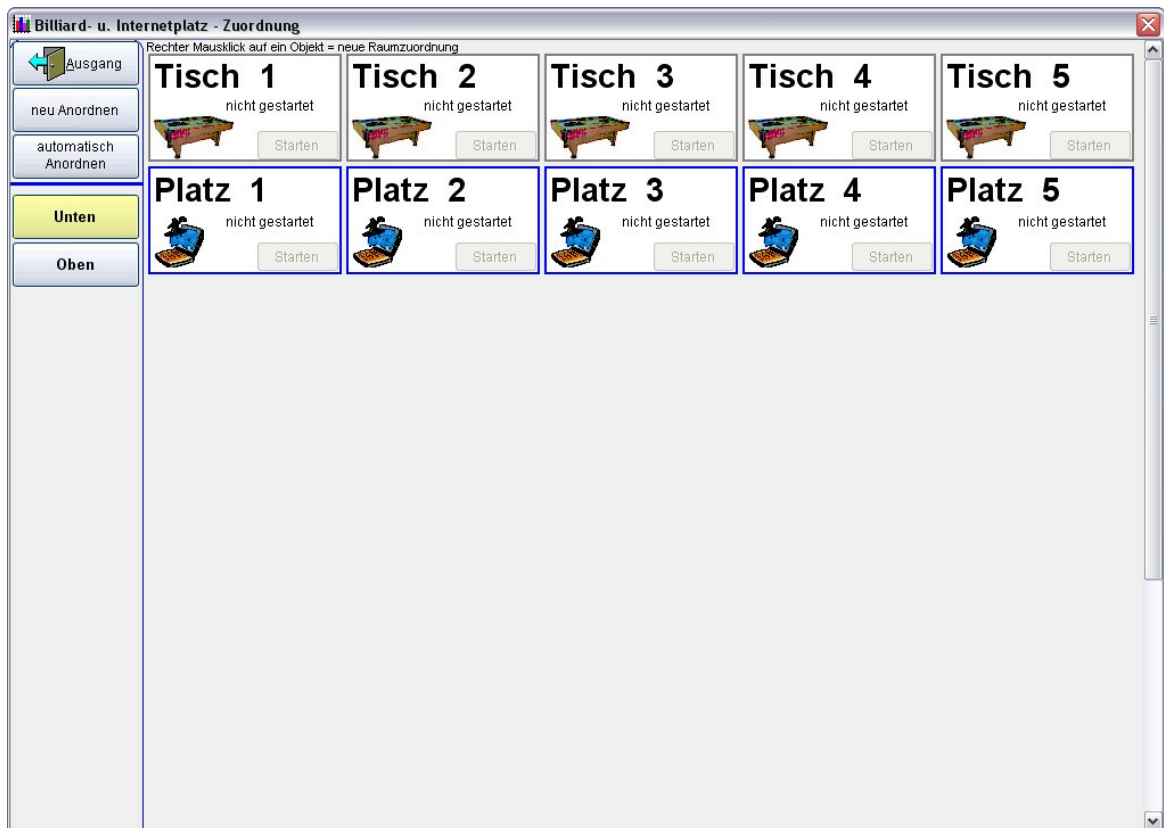 Billiard- u. Internetplatz - Zuordnung
Rechter Mausklick auf ein Objekt = neue Raumzuordnung
Ausgang
neu Anordnen
automatisch
Anordnen
Unten
Oben
Tisch 1
nicht gestartet
Starten
Tisch 2
nicht gestartet
Starten
Tisch 3
nicht gestartet
Starten
Tisch 4
nicht gestartet
Starten
Tisch 5
nicht gestartet
Starten
Platz 1
nicht gestartet
Starten
Platz 2
nicht gestartet
Starten
Platz 3
nicht gestartet
Starten
Platz 4
nicht gestartet
Starten
Platz 5
nicht gestartet
Starten